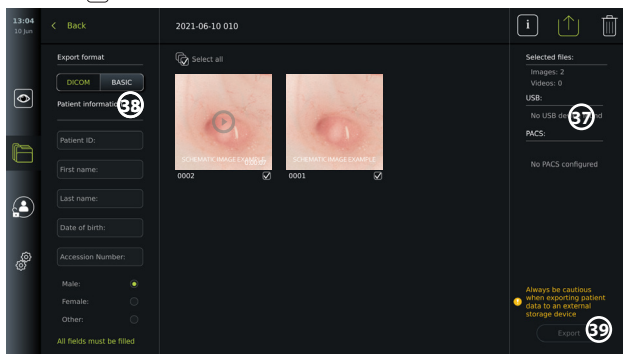 13:04
10 Jun
Back
2021-06-10 010
i
Export format
DICOM BASIC
Patient information
38
Patient ID:
First name:
Last name:
Date of birth:
Accession Number:
Male:
Female:
Other:
All fields must be filled
Select all
SCHEMATIC IMAGE EXAMPLE
0002
SCHEMATIC IMAGE EXAMPLE
0001
Selected files:
Images: 2
Videos: 0
USB:
No USB
37
PACS:
No PACS configured
Always be cautious
when exporting patient
data to an external
storage device
Export
39